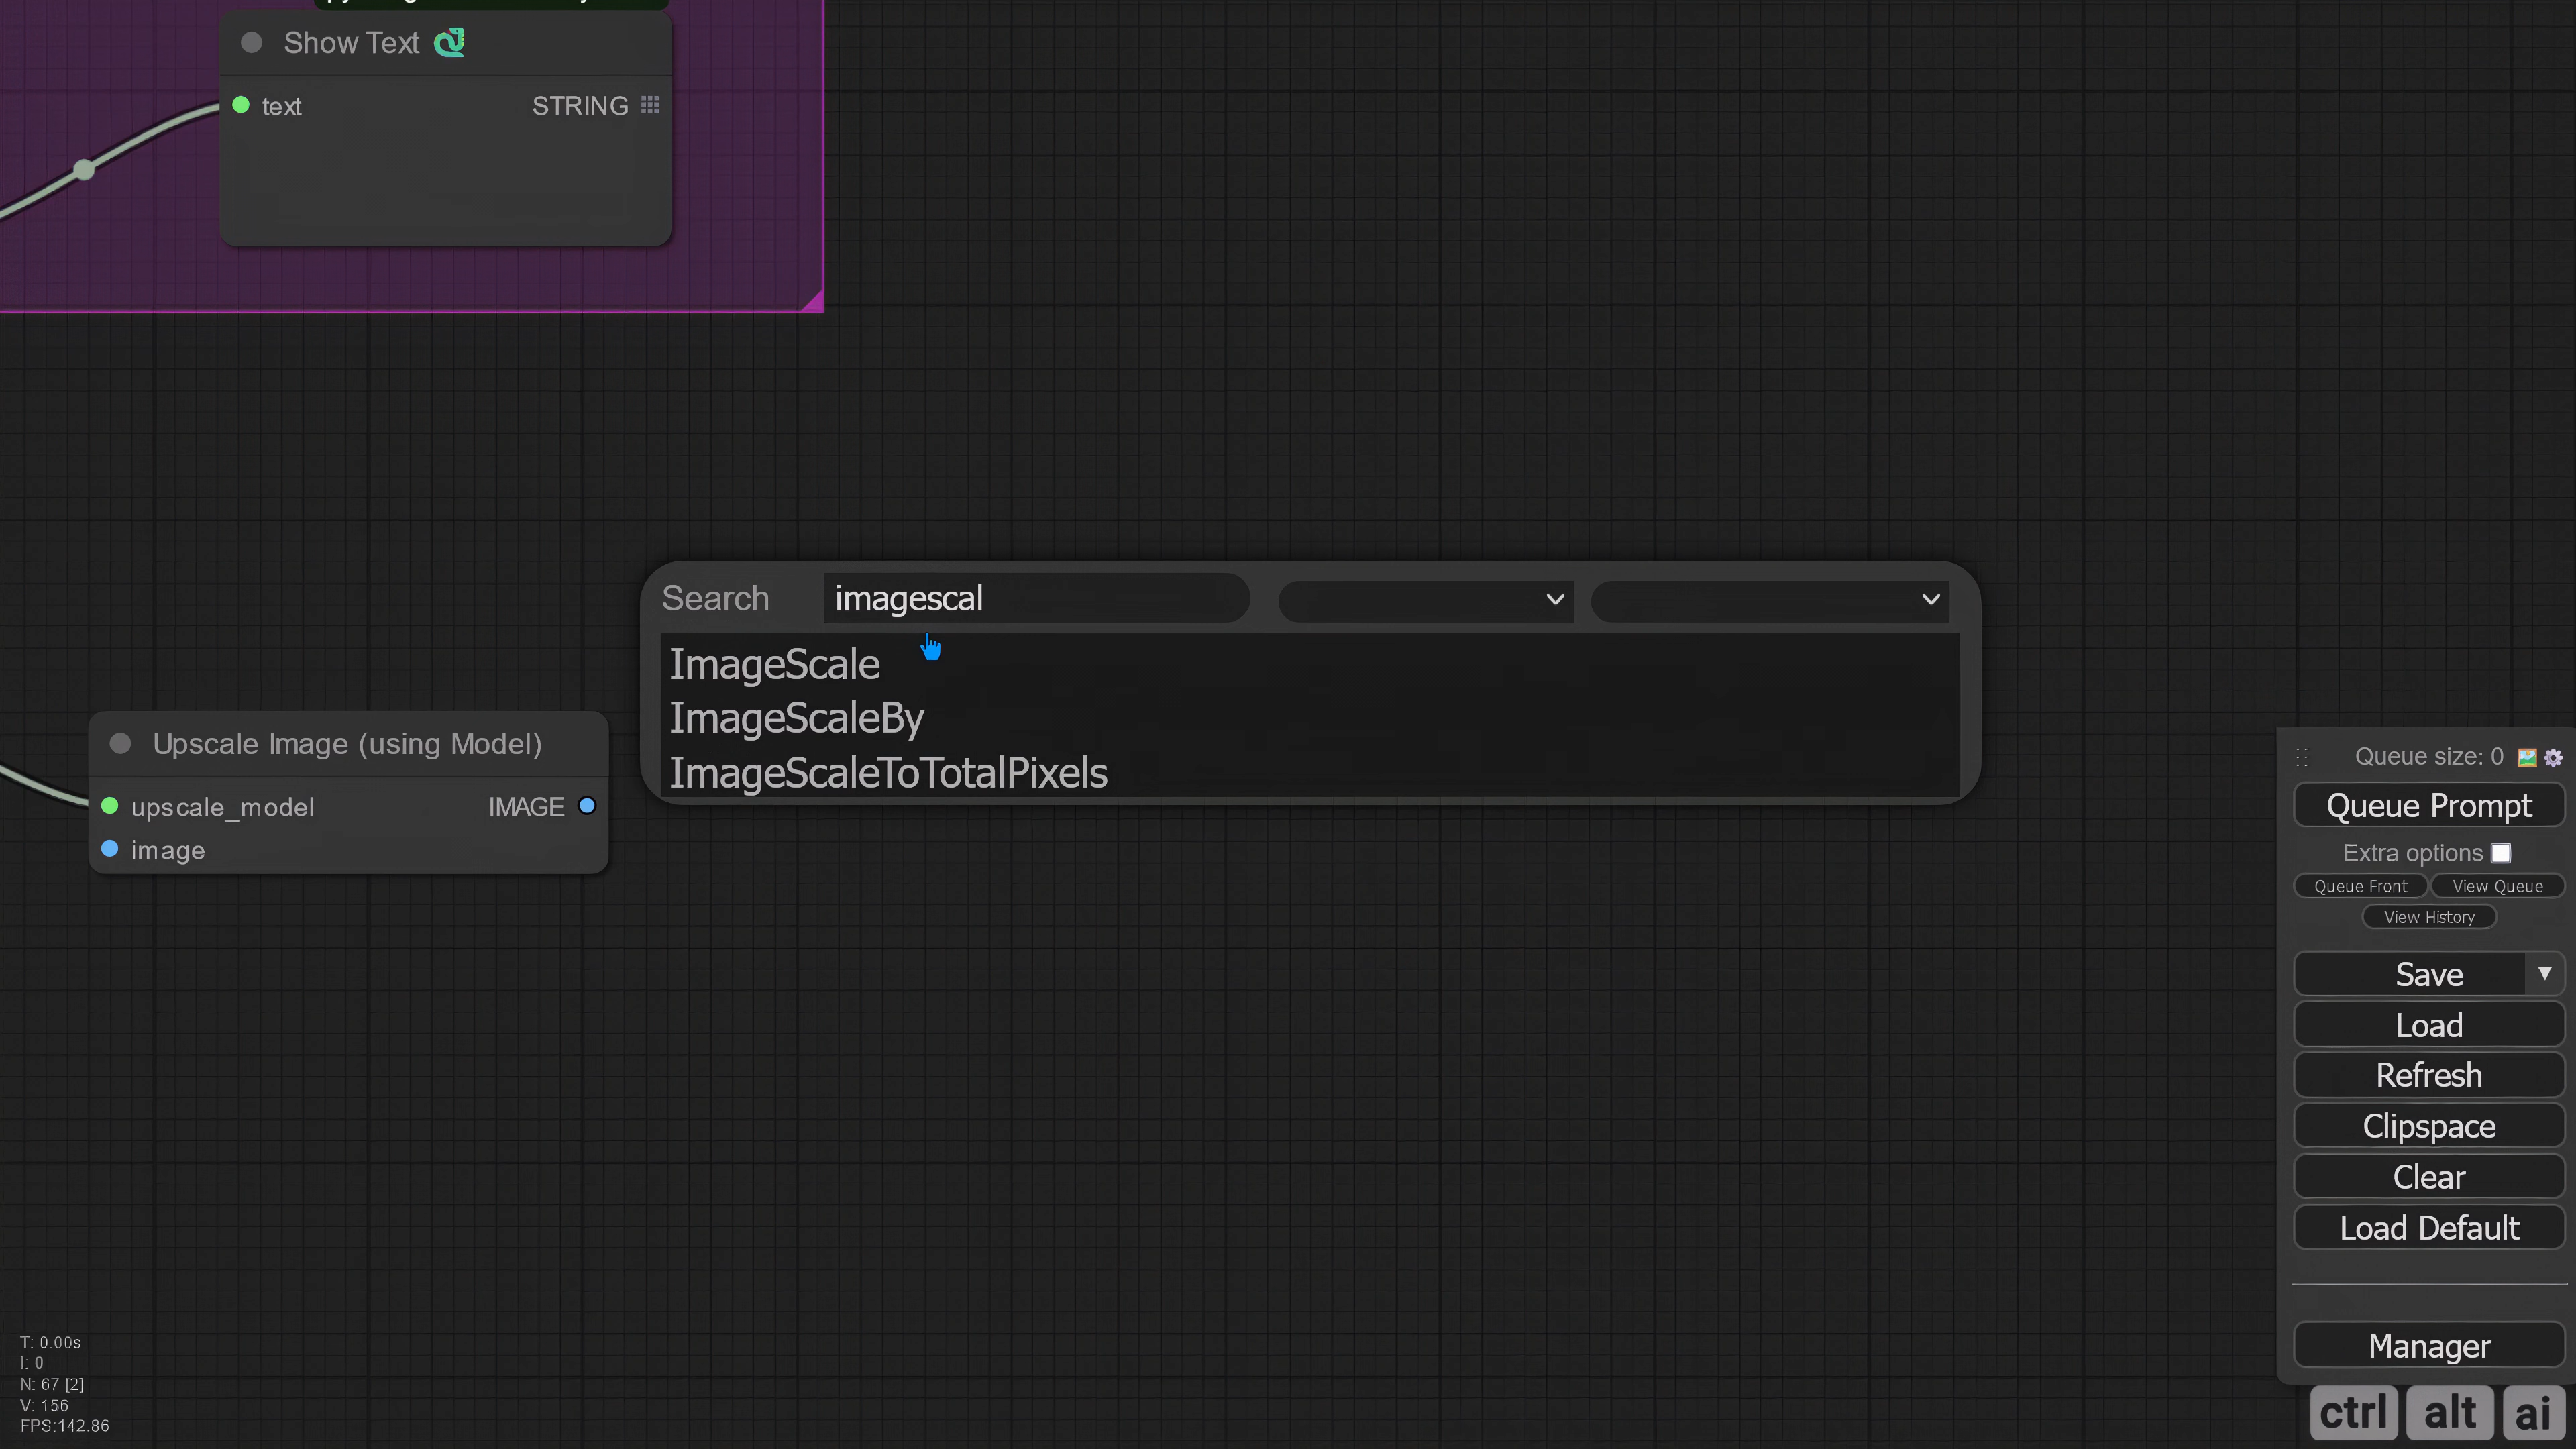 Show Text
text
STRING
Search
imagescal
ImageScale
ImageScaleBy
ImageScaleToTotalPixels
Upscale Image (using Model)
upscale_model
IMAGE
image
Queue size: 0
Queue Prompt
Extra options
Queue Front
View Queue
View History
Save
Load
Refresh
Clipspace
Clear
Load Default
Manager
T: 0.00s
I: 0
N: 67 [2]
V: 156
FPS:142.86
ctrl alt ai